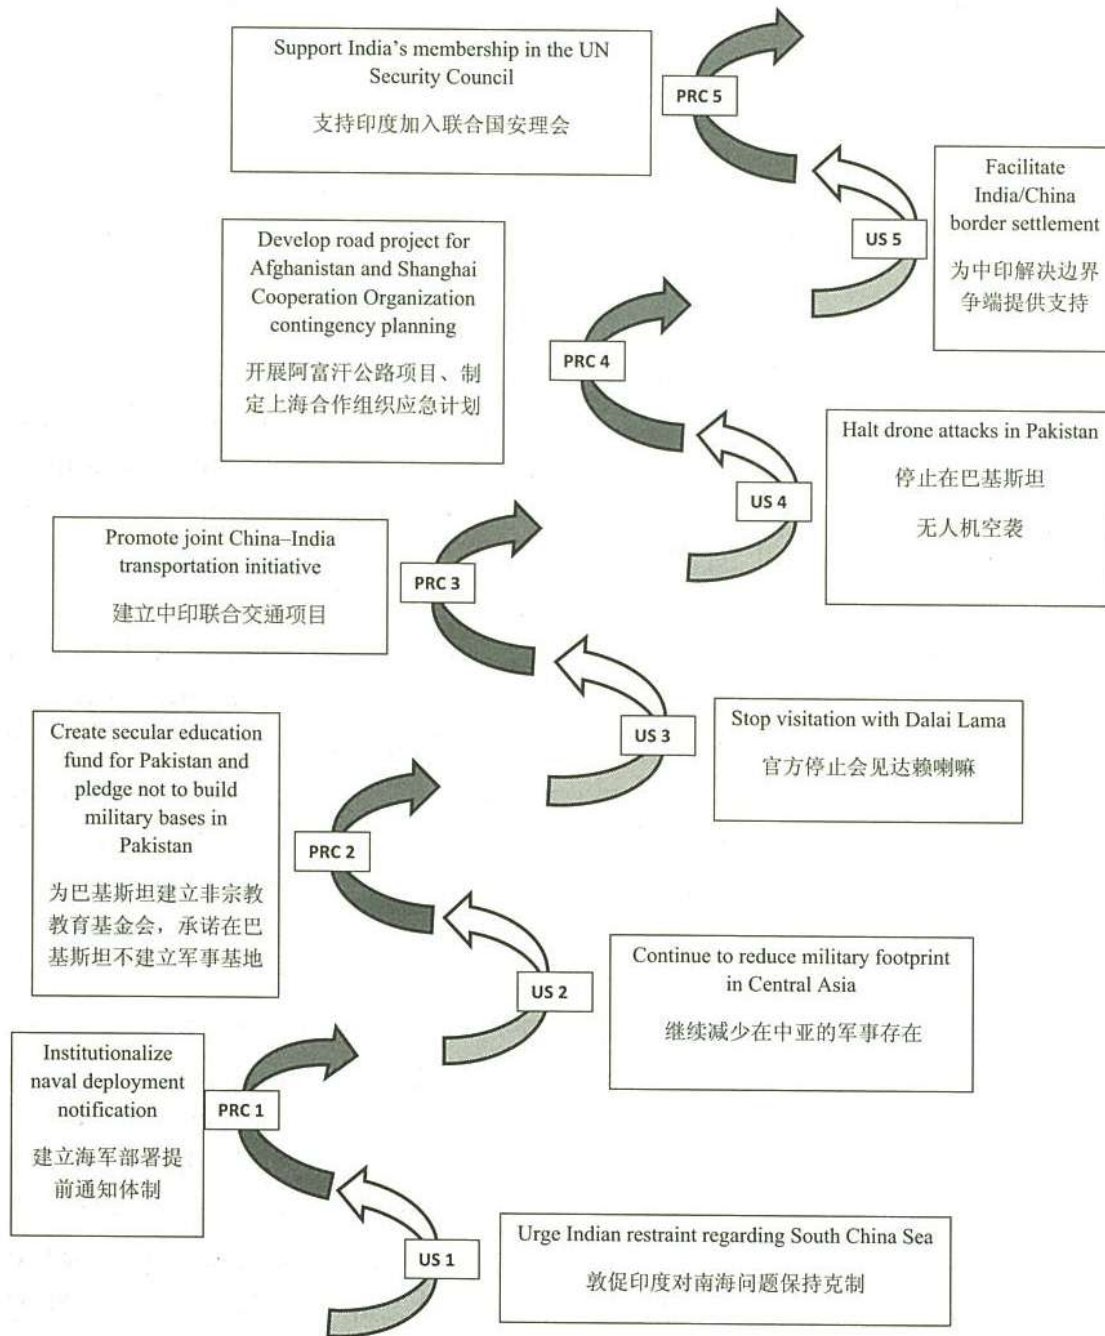 Support India's membership in the UN
Security Council
支持印度加入联合国安理会
PRC 5
Facilitate
India/China
border settlement
为中印解决边界
争端提供支持
US 5
Develop road project for
Afghanistan and Shanghai
Cooperation Organization
contingency planning
开展阿富汗公路项目、制
定上海合作组织应急计划
PRC 4
Halt drone attacks in Pakistan
停止在巴基斯坦
无人机空袭
US 4
Promote joint China–India
transportation initiative
建立中印联合交通项目
PRC 3
Stop visitation with Dalai Lama
官方停止会见达赖喇嘛
US 3
Create secular education
fund for Pakistan and
pledge not to build
military bases in
Pakistan
为巴基斯坦建立非宗教
教育基金会，承诺在巴
基斯坦不建立军事基地
PRC 2
Continue to reduce military footprint
in Central Asia
继续减少在中亚的军事存在
US 2
Institutionalize
naval deployment
notification
建立海军部署提
前通知体制
PRC 1
Urge Indian restraint regarding South China Sea
敦促印度对南海问题保持克制
US 1